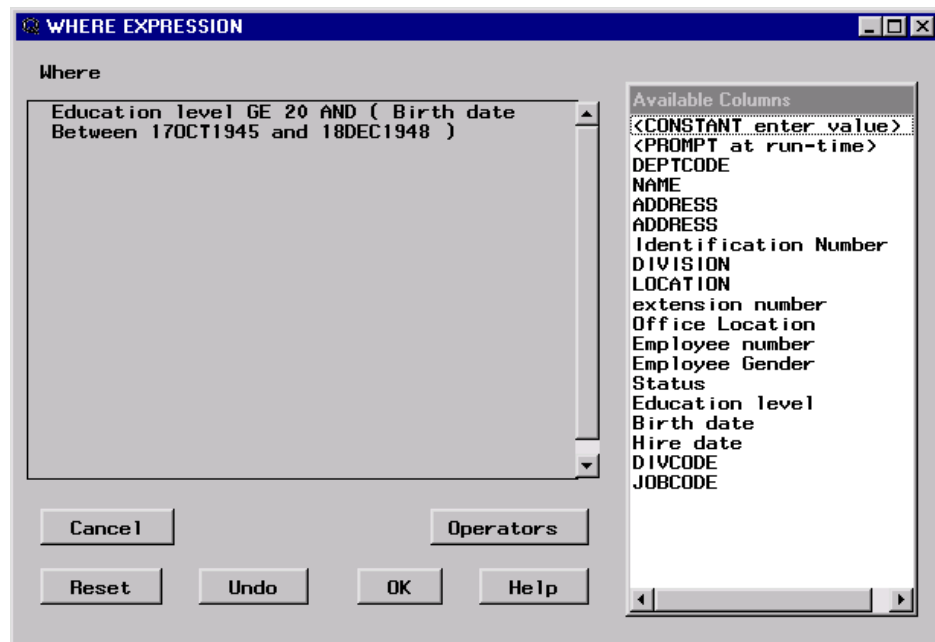 WHERE EXPRESSION
Where
Education level GE 20 AND ( Birth date
Between 17OCT1945 and 18DEC1948 )
Available Columns
<CONSTANT enter value>
<PROMPT at run-time>
DEPTCODE
NAME
ADDRESS
ADDRESS
Identification Number
DIVISION
LOCATION
extension number
Office Location
Employee number
Employee Gender
Status
Education level
Birth date
Hire date
DIVCODE
JOBCODE
Cancel
Operators
Reset
Undo
OK
Help